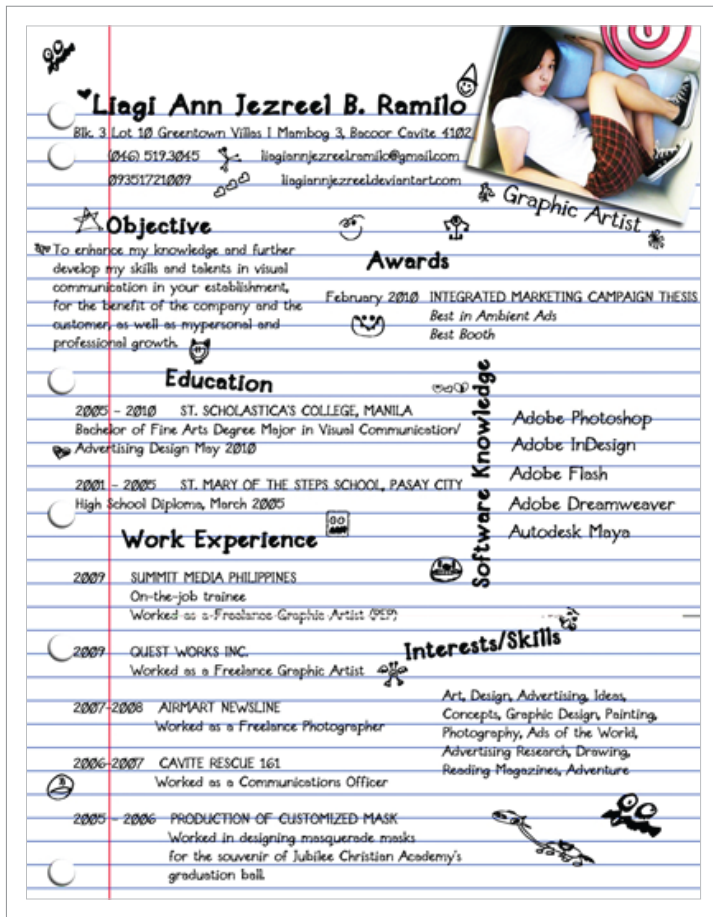 Liagi Ann Jezreel B. Ramilo
Blk. 3 Lot 10 Greentown Villas I Mambog 3, Bacoor Cavite 4102
(046) 519.3045 liagiannjezreelramilo@gmail.com
09351721009 liagiannjezreel.deviantart.com
Graphic Artist
Objective
To enhance my knowledge and further
develop my skills and talents in visual
communication in your establishment,
for the benefit of the company and the
customer, as well as mypersonal and
professional growth.
Awards
February 2010 INTEGRATED MARKETING CAMPAIGN THESIS
Best in Ambient Ads
Best Booth
Education
2005 - 2010 ST. SCHOLASTICA'S COLLEGE, MANILA
Bachelor of Fine Arts Degree Major in Visual Communication/
Advertising Design May 2010
2001 - 2005 ST. MARY OF THE STEPS SCHOOL, PASAY CITY
High School Diploma, March 2005
Software Knowledge
Adobe Photoshop
Adobe InDesign
Adobe Flash
Adobe Dreamweaver
Autodesk Maya
Work Experience
2009 SUMMIT MEDIA PHILIPPINES
On-the-job trainee
Worked as a Freelance Graphic Artist (PEP)
2009 QUEST WORKS INC.
Worked as a Freelance Graphic Artist
2007-2008 AIRMART NEWSLINE
Worked as a Freelance Photographer
2006-2007 CAVITE RESCUE 161
Worked as a Communications Officer
2005 - 2006 PRODUCTION OF CUSTOMIZED MASK
Worked in designing masquerade masks
for the souvenir of Jubilee Christian Academy's
graduation ball.
Interests/Skills
Art, Design, Advertising, Ideas,
Concepts, Graphic Design, Painting,
Photography, Ads of the World,
Advertising Research, Drawing,
Reading Magazines, Adventure